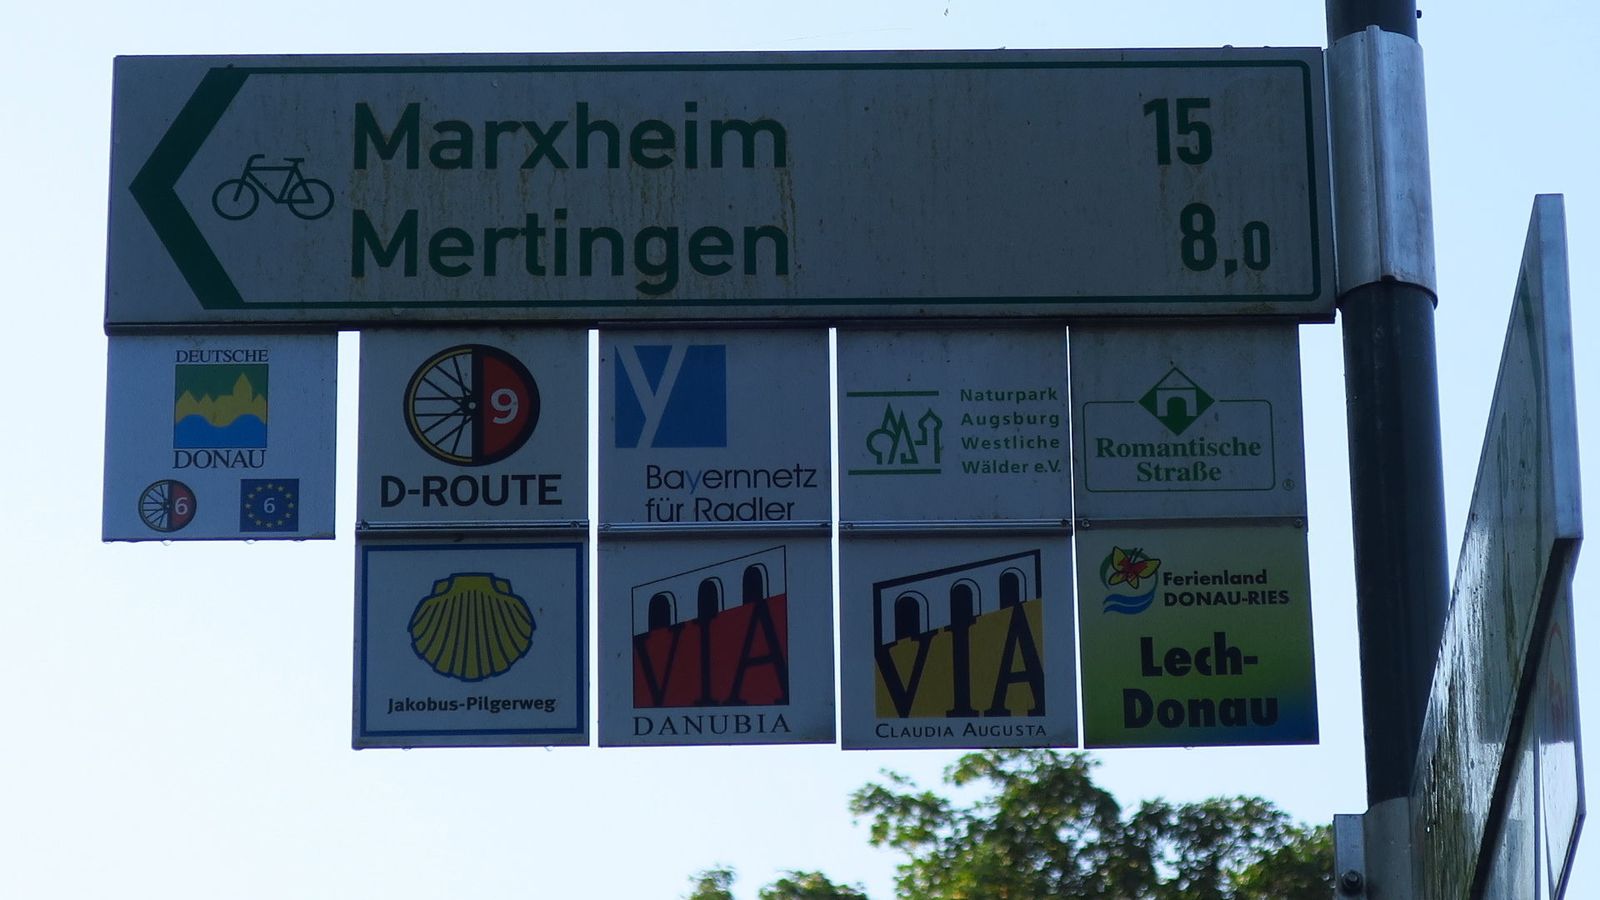 Marxheim 15
Mertingen 8,0
DEUTSCHE
DONAU
6
6
9
D-ROUTE
Y
Bayernnetz
für Radler
Naturpark
Augsburg
Westliche
Wälder e.V.
Romantische
Straße
®
Jakobus-Pilgerweg
VIA
DANUBIA
VIA
CLAUDIA AUGUSTA
Ferienland
DONAU-RIES
Lech-
Donau